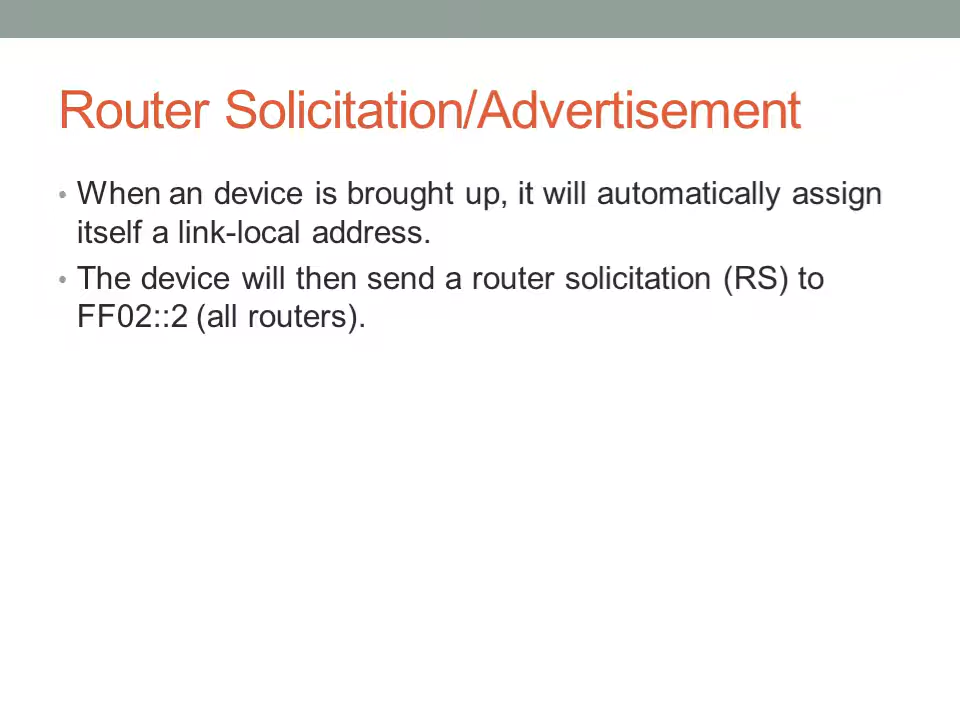 Router Solicitation/Advertisement
• When an device is brought up, it will automatically assign
itself a link-local address.
• The device will then send a router solicitation (RS) to
FF02::2 (all routers).